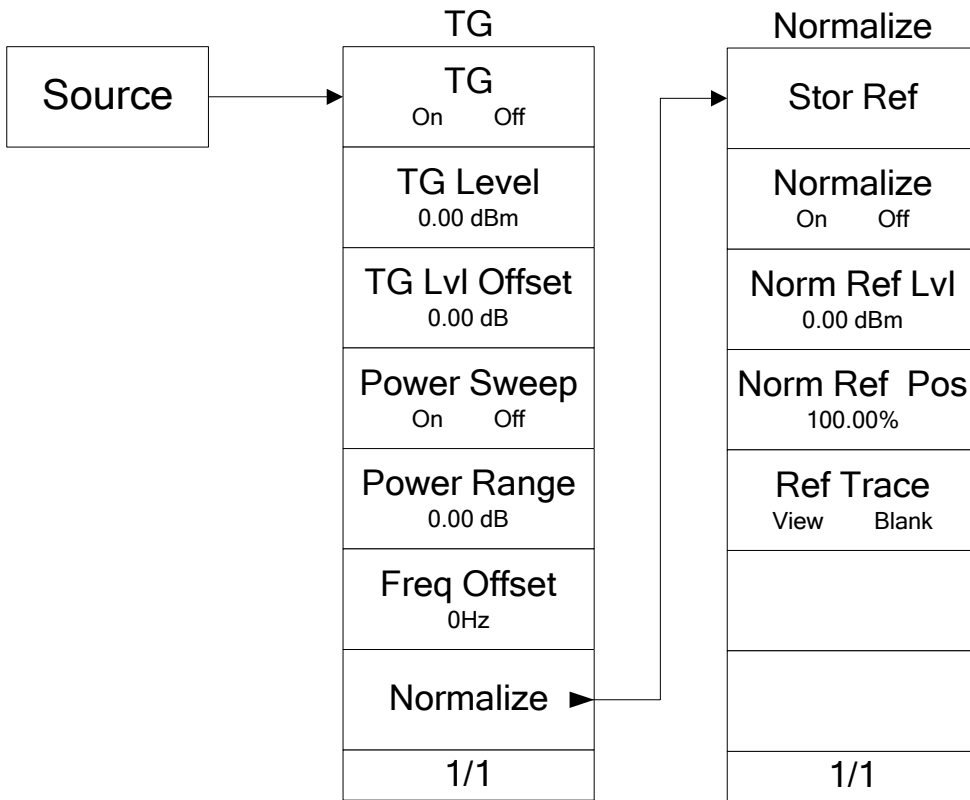 Source
TG
TG
On Off
TG Level
0.00 dBm
TG Lvl Offset
0.00 dB
Power Sweep
On Off
Power Range
0.00 dB
Freq Offset
0Hz
Normalize
1/1
Normalize
Stor Ref
Normalize
On Off
Norm Ref Lvl
0.00 dBm
Norm Ref Pos
100.00%
Ref Trace
View Blank
1/1